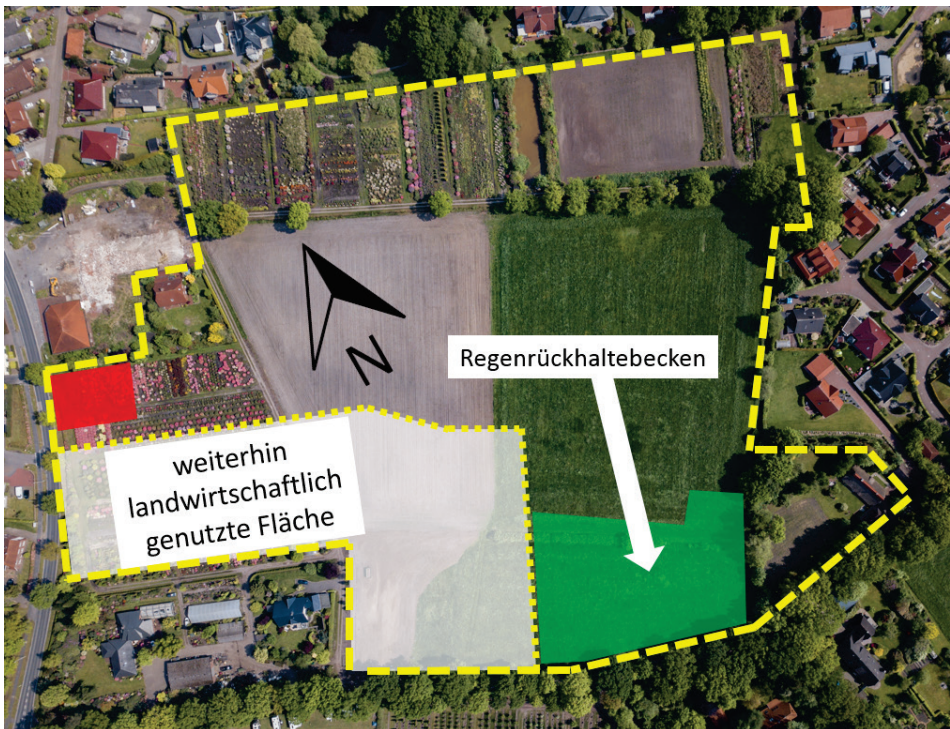 N
Regenrückhaltebecken
weiterhin
landwirtschaftlich
genutzte Fläche